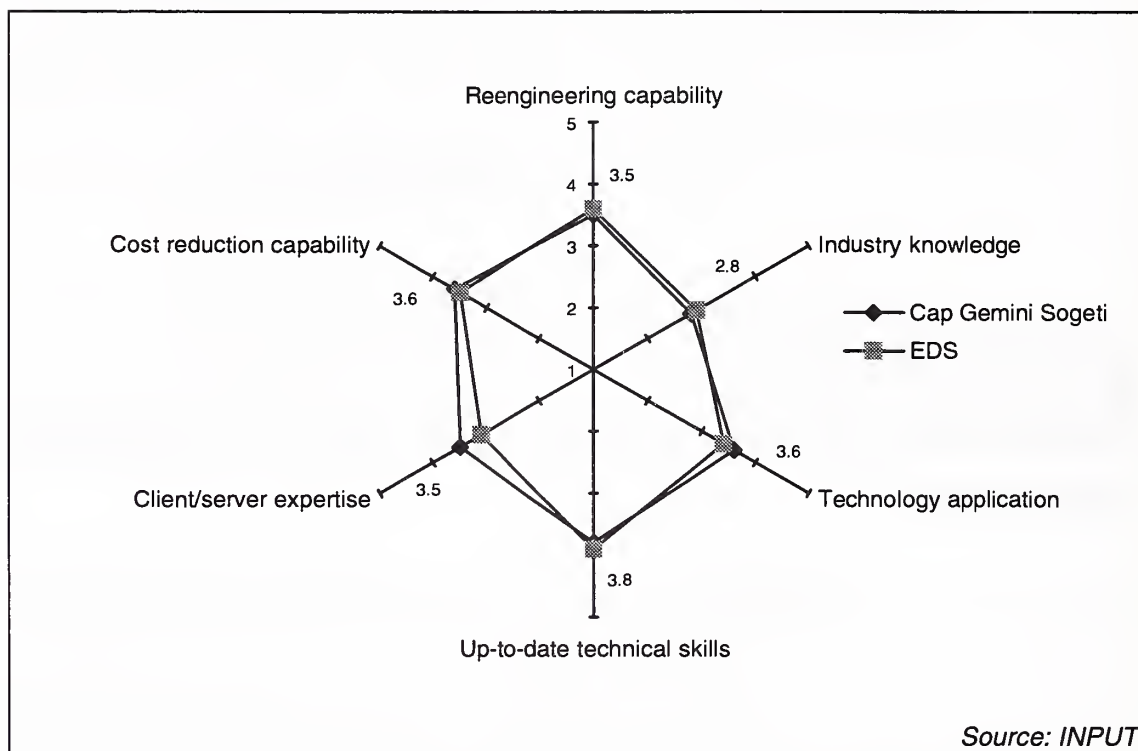 Reengineering capability
5
4
3.5
3
2
1
Cost reduction capability
3.6
Industry knowledge
2.8
Cap Gemini Sogeti
EDS
Client/server expertise
3.5
3.6
Technology application
3.8
Up-to-date technical skills
Source: INPUT